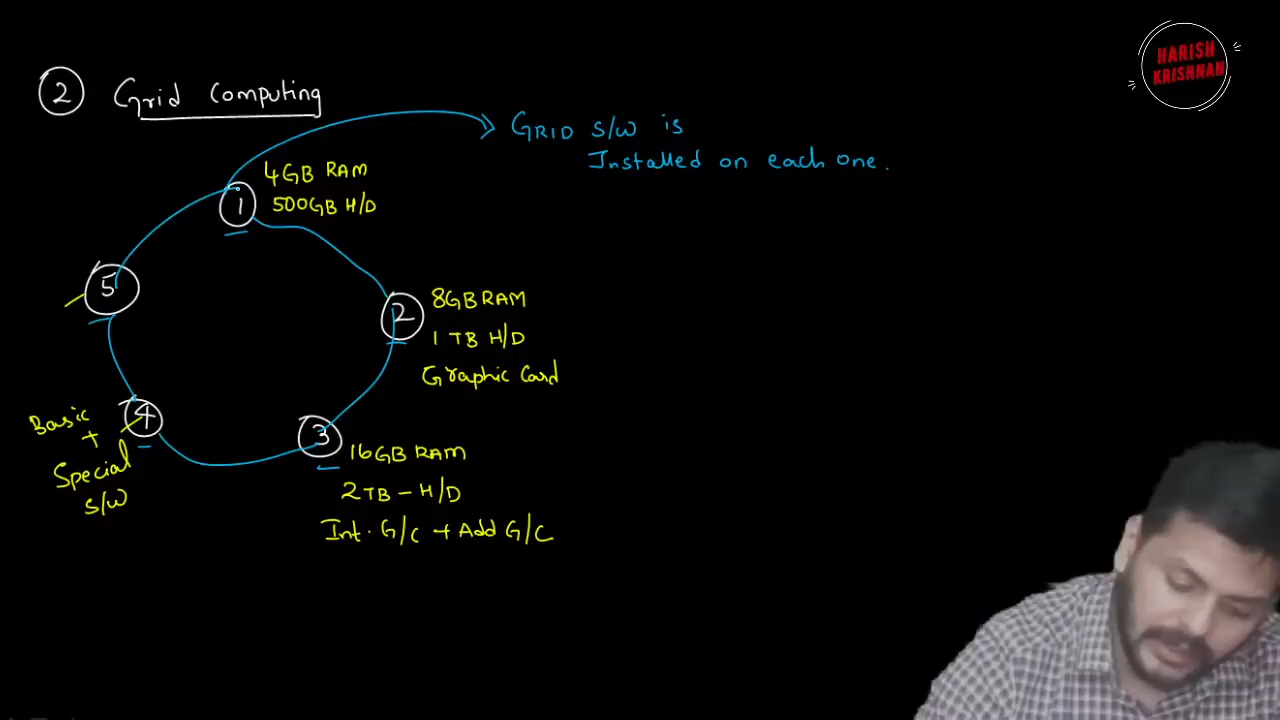 HARISH
KRISHNAN
2 Grid Computing
GRID S/W is
Installed on each one.
4GB RAM
500GB H/D
1
5
2
8GB RAM
1 TB H/D
Graphic Card
4
Basic
+
Special
S/W
3
16GB RAM
2TB - H/D
Int. G/C + Add G/C